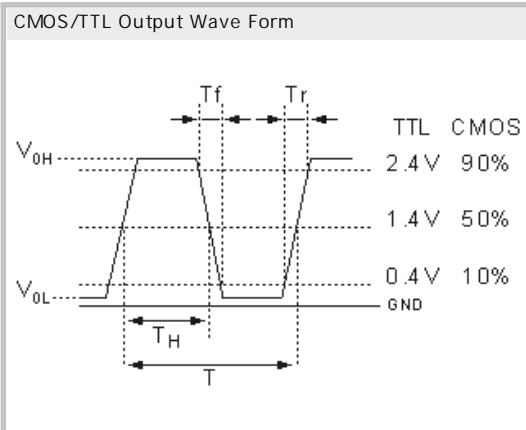 CMOS/TTL Output Wave Form
Tf Tr
TTL CMOS
V0H 2.4V 90%
1.4V 50%
0.4V 10%
V0L GND
TH
T